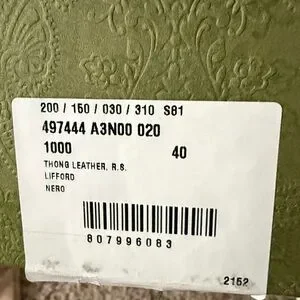 200 / 150 / 030 / 310 S81
497444 A3N00 020
1000 40
THONG LEATHER, R.S.
LIFFORD
NERO
807996083
2152